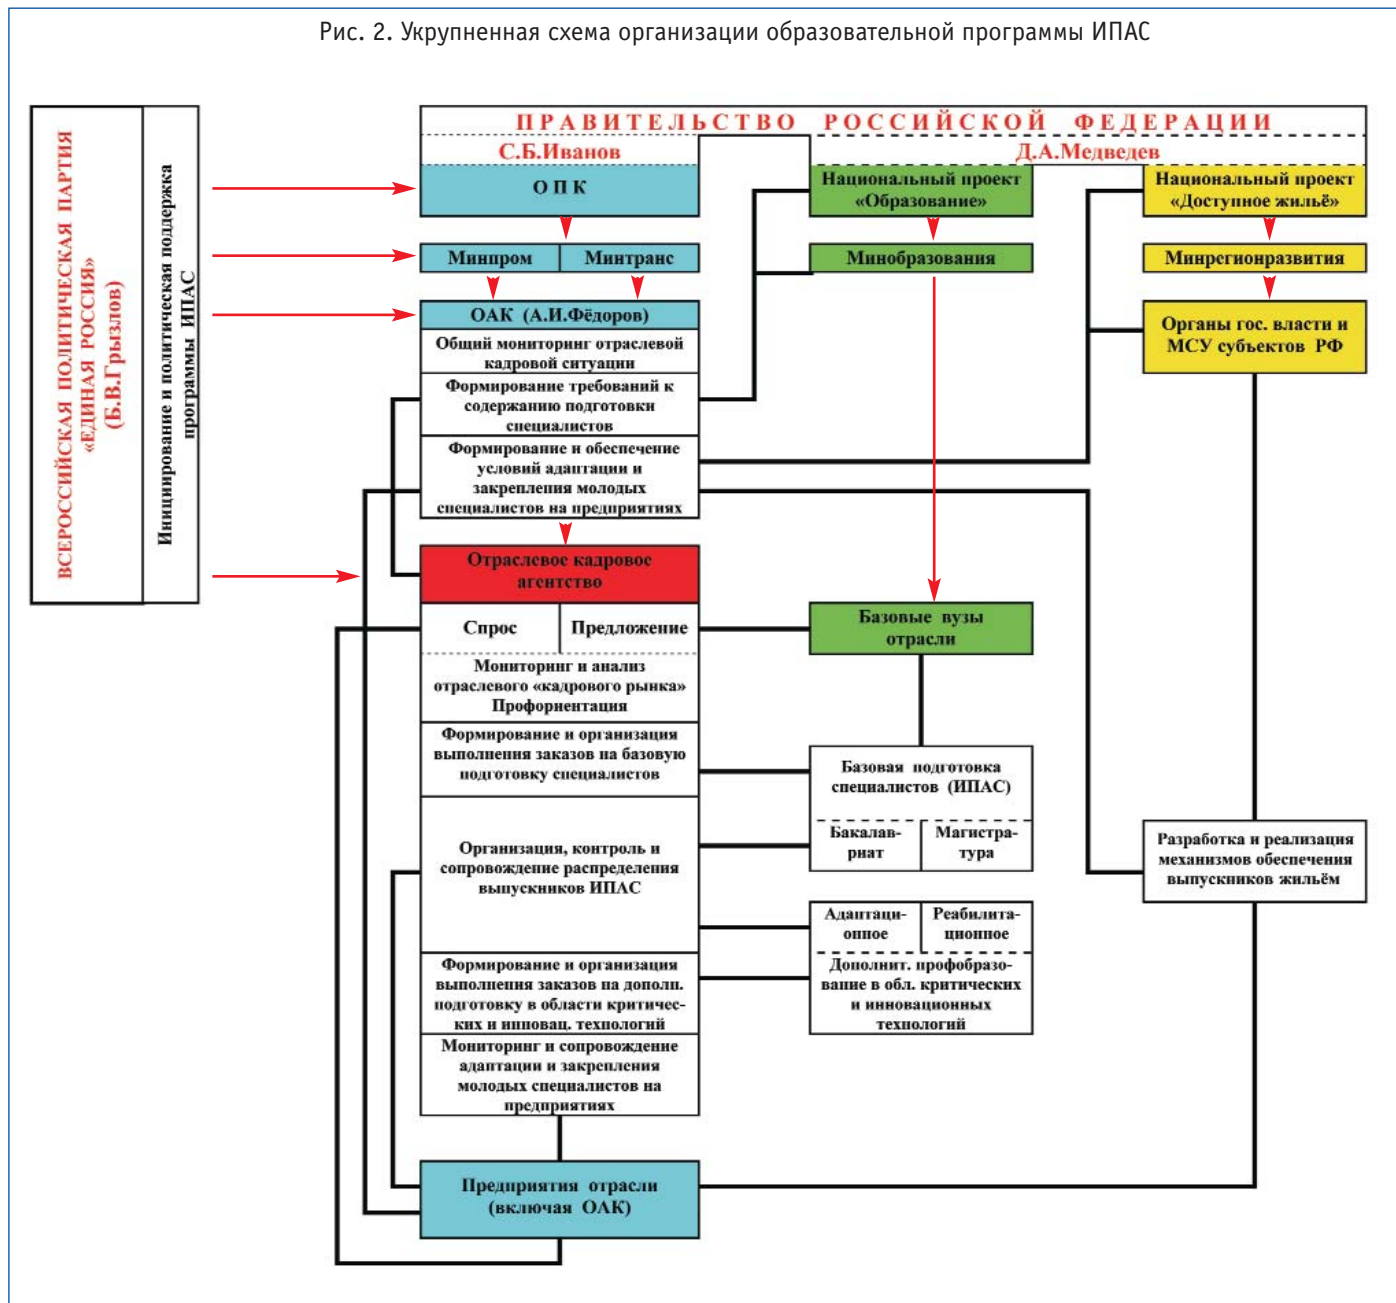 Рис. 2. Укрупненная схема организации образовательной программы ИПАС
ВСЕРОССИЙСКАЯ ПОЛИТИЧЕСКАЯ ПАРТИЯ
«ЕДИНАЯ РОССИЯ»
(Б.В.Грызлов)
Инициирование и политическая поддержка
программы ИПАС
ПРАВИТЕЛЬСТВО РОССИЙСКОЙ ФЕДЕРАЦИИ
С.Б.Иванов
Д.А.Медведев
ОПК
Национальный проект
«Образование»
Национальный проект
«Доступное жильё»
Минпром
Минтранс
Минобразования
Минрегионразвития
ОАК (А.И.Фёдоров)
Органы гос. власти и
МСУ субъектов РФ
Общий мониторинг отраслевой
кадровой ситуации
Формирование требований к
содержанию подготовки
специалистов
Формирование и обеспечение
условий адаптации и
закрепления молодых
специалистов на предприятиях
Отраслевое кадровое
агентство
Спрос
Предложение
Базовые вузы
отрасли
Мониторинг и анализ
отраслевого «кадрового рынка»
Профориентация
Формирование и организация
выполнения заказов на базовую
подготовку специалистов
Базовая подготовка
специалистов (ИПАС)
Бакалав-
риат
Магистра-
тура
Организация, контроль и
сопровождение распределения
выпускников ИПАС
Разработка и реализация
механизмов обеспечения
выпускников жильём
Адаптаци-
онное
Реабилита-
ционное
Формирование и организация
выполнения заказов на дополн.
подготовку в области критичес-
ких и инновац. технологий
Дополнит. профобразо-
вание в обл. критических
и инновационных
технологий
Мониторинг и сопровождение
адаптации и закрепления
молодых специалистов на
предприятиях
Предприятия отрасли
(включая ОАК)